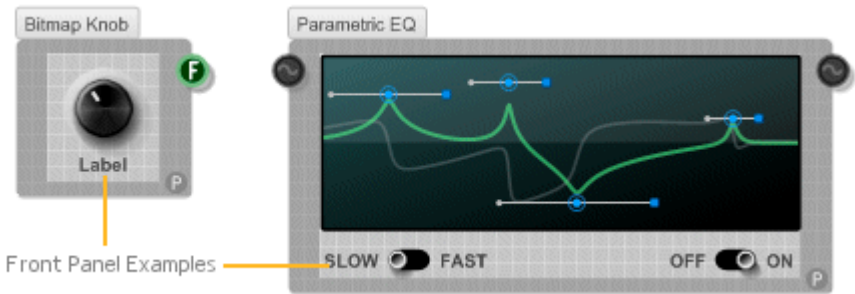 Bitmap Knob
Parametric EQ
F
Label
P
Front Panel Examples
SLOW FAST
OFF ON
P